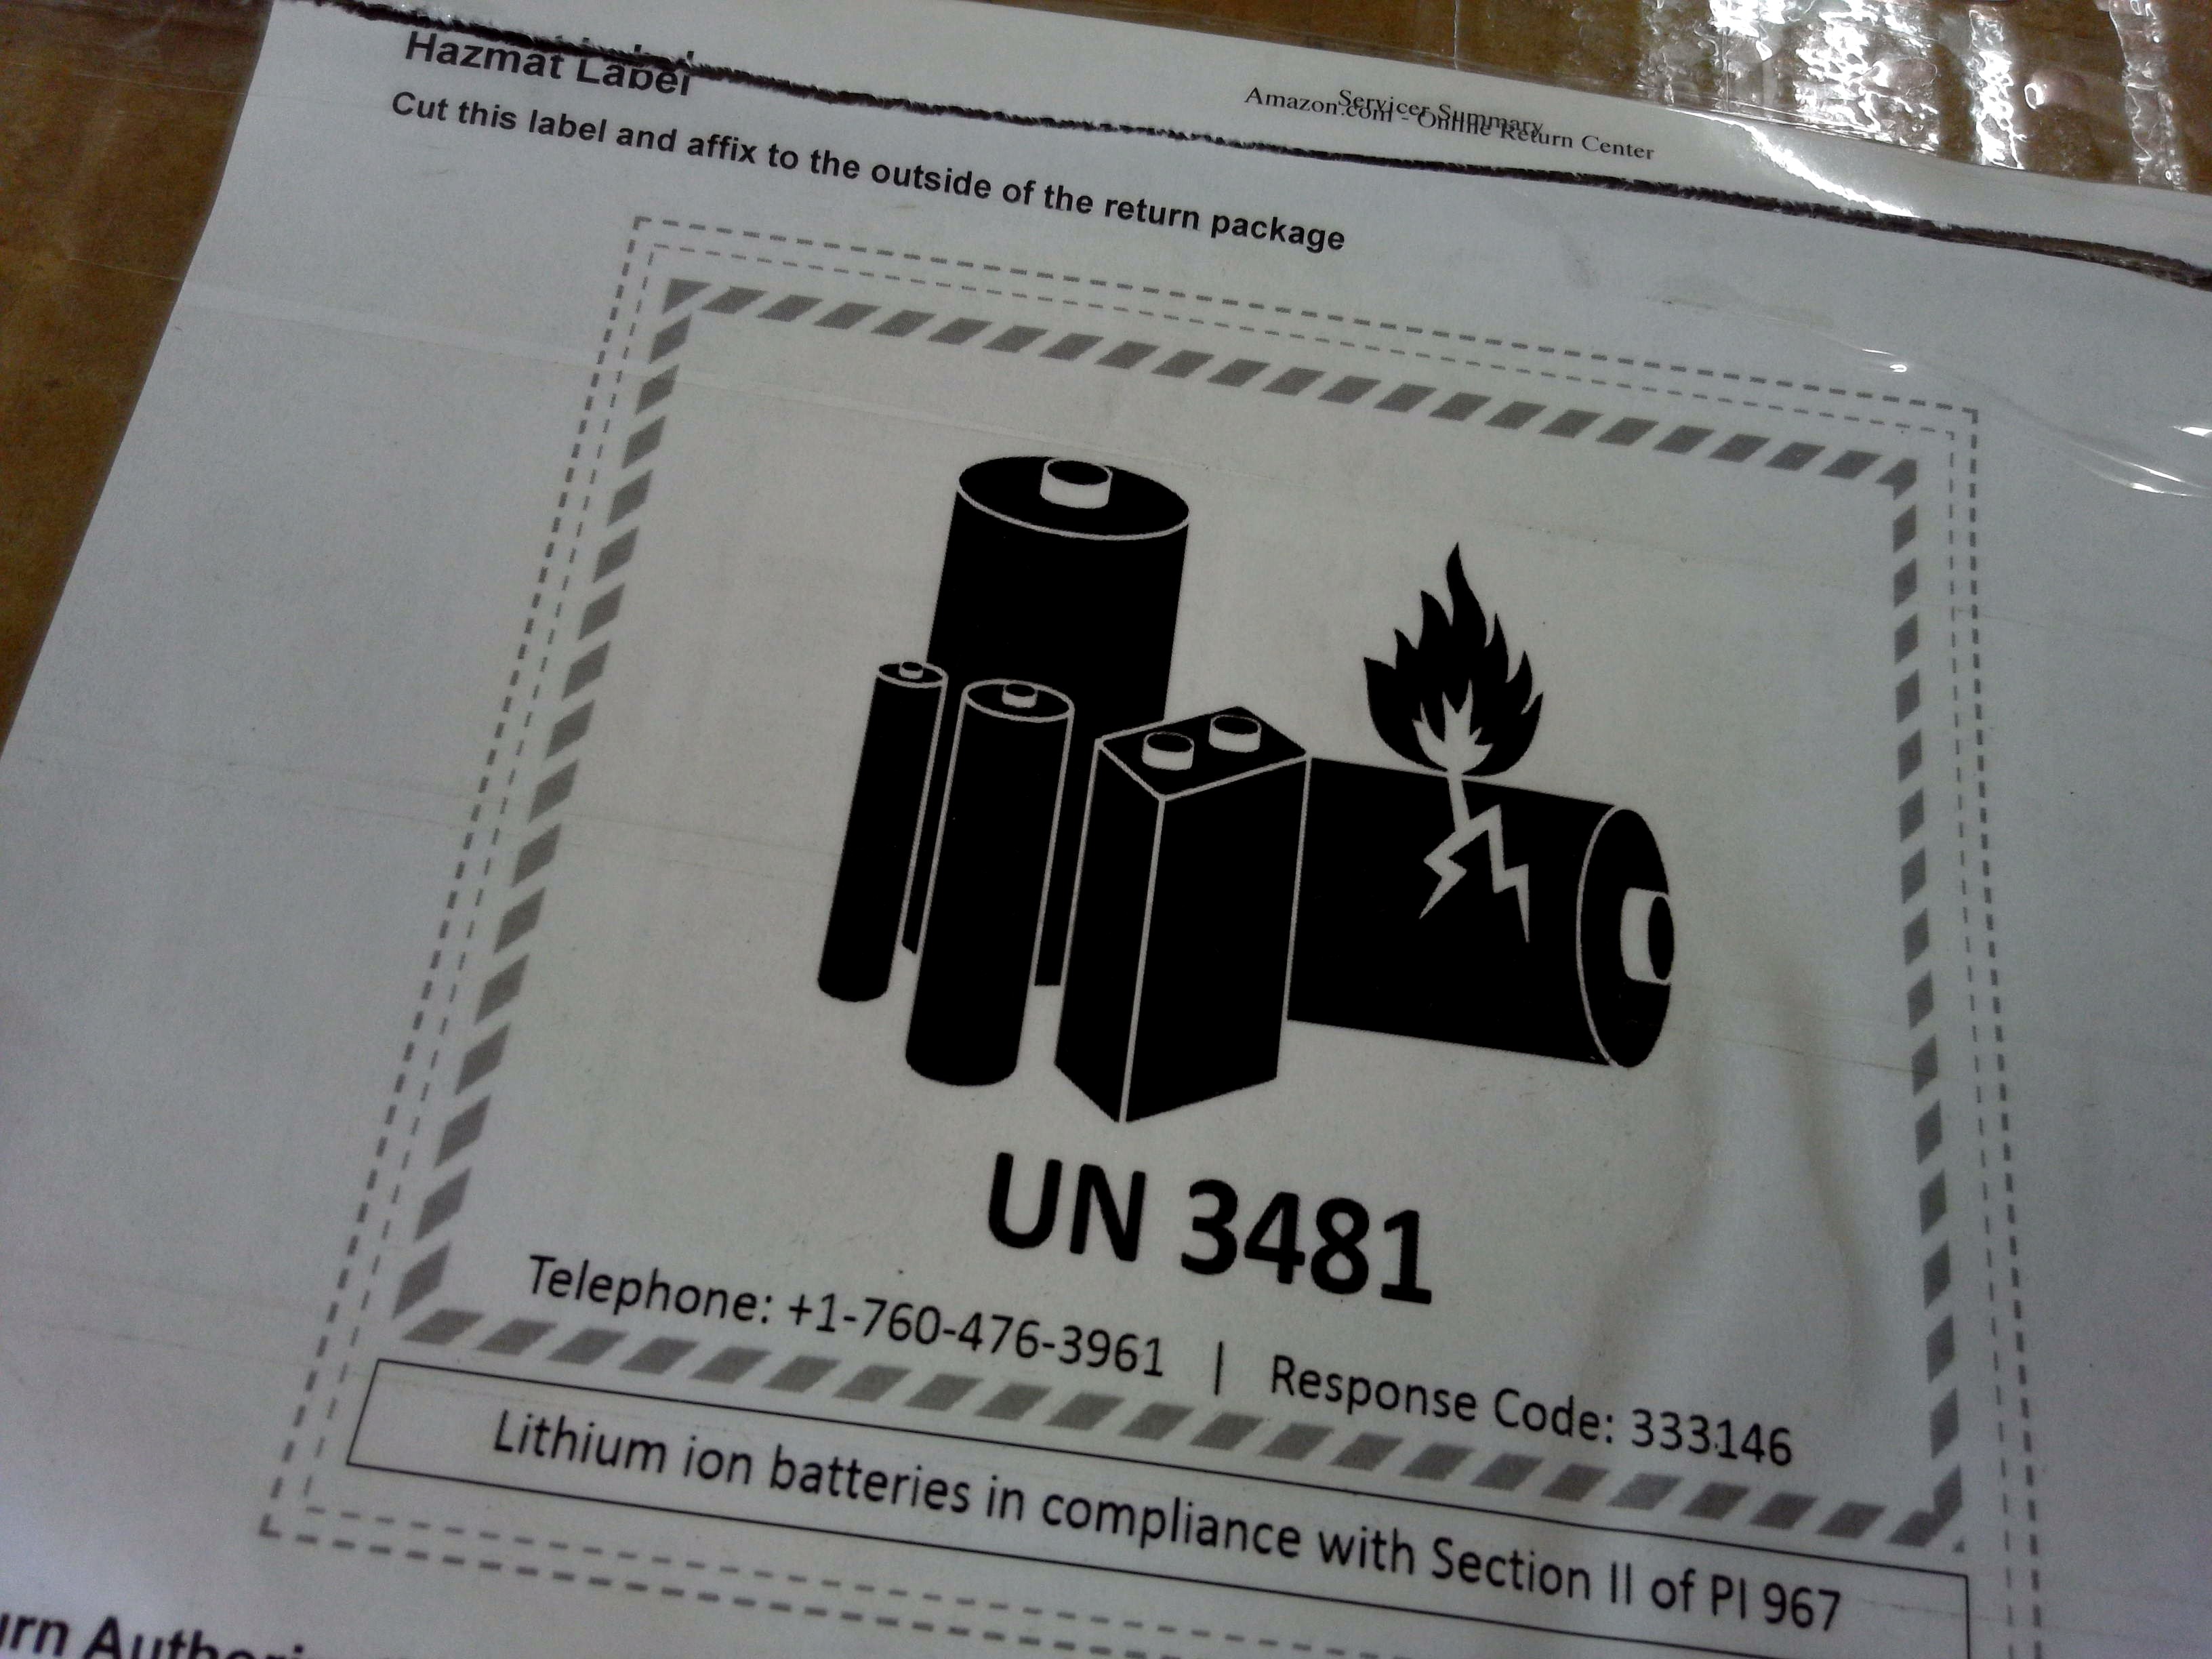 Servicer Summary
Amazon.com - Online Return Center
Hazmat Label
Cut this label and affix to the outside of the return package
UN 3481
Telephone: +1-760-476-3961 | Response Code: 333146
Lithium ion batteries in compliance with Section II of PI 967